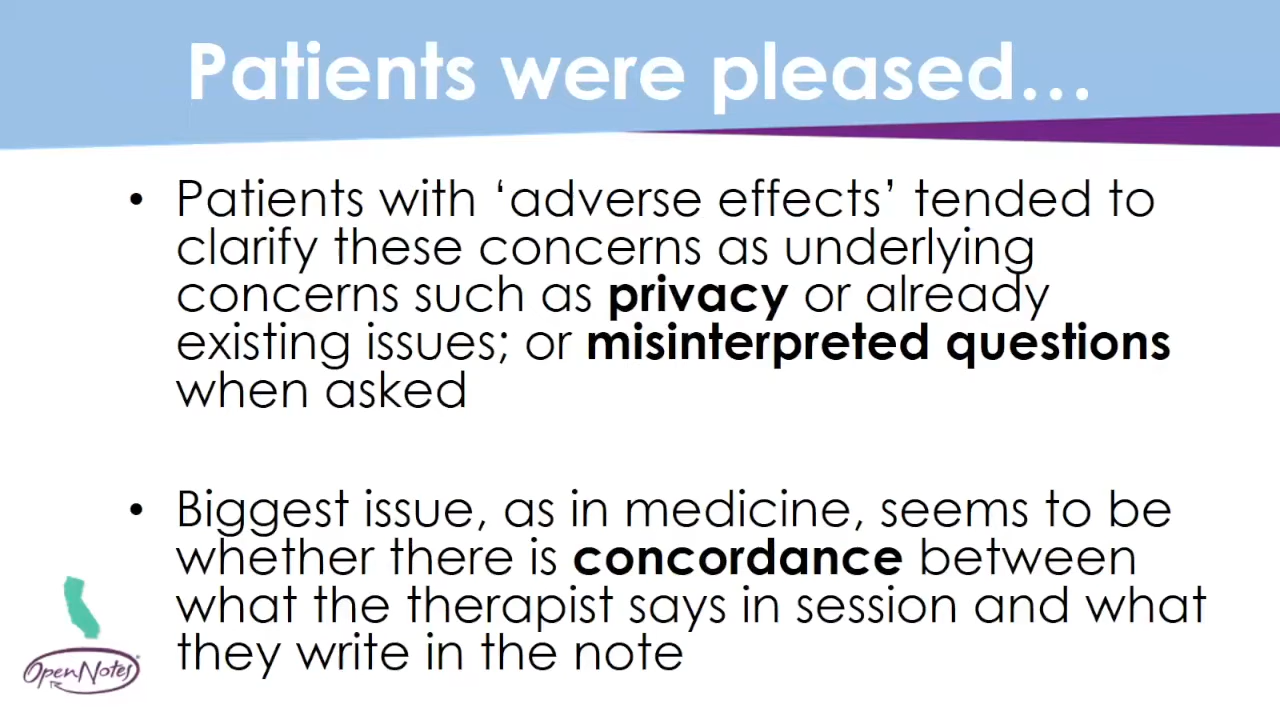 Patients were pleased…
• Patients with ‘adverse effects’ tended to
clarify these concerns as underlying
concerns such as privacy or already
existing issues; or misinterpreted questions
when asked
• Biggest issue, as in medicine, seems to be
whether there is concordance between
what the therapist says in session and what
they write in the note
OpenNotes